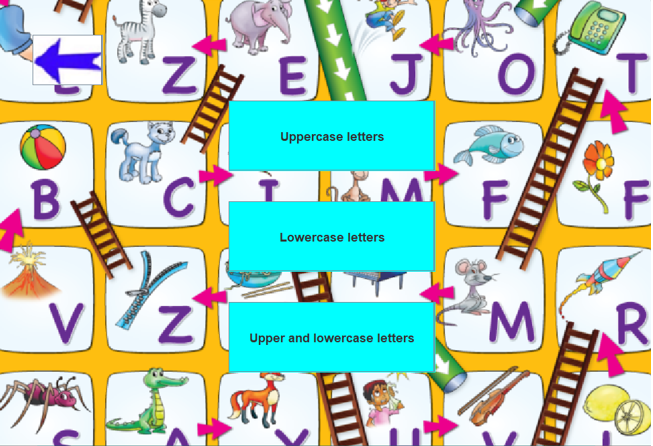 Z E J O T
Uppercase letters
B C I M F F
Lowercase letters
V Z M R
Upper and lowercase letters